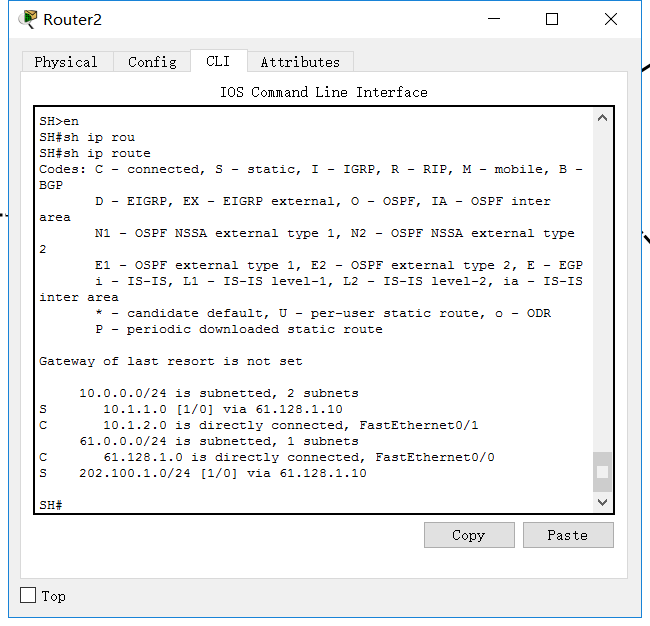 Router2
Physical Config CLI Attributes
IOS Command Line Interface
SH>en
SH#sh ip rou
SH#sh ip route
Codes: C - connected, S - static, I - IGRP, R - RIP, M - mobile, B -
BGP
       D - EIGRP, EX - EIGRP external, O - OSPF, IA - OSPF inter
area
       N1 - OSPF NSSA external type 1, N2 - OSPF NSSA external type
2
       E1 - OSPF external type 1, E2 - OSPF external type 2, E - EGP
       i - IS-IS, L1 - IS-IS level-1, L2 - IS-IS level-2, ia - IS-IS
inter area
       * - candidate default, U - per-user static route, o - ODR
       P - periodic downloaded static route
Gateway of last resort is not set
     10.0.0.0/24 is subnetted, 2 subnets
S       10.1.1.0 [1/0] via 61.128.1.10
C       10.1.2.0 is directly connected, FastEthernet0/1
     61.0.0.0/24 is subnetted, 1 subnets
C       61.128.1.0 is directly connected, FastEthernet0/0
S    202.100.1.0/24 [1/0] via 61.128.1.10
SH#
Copy Paste
Top